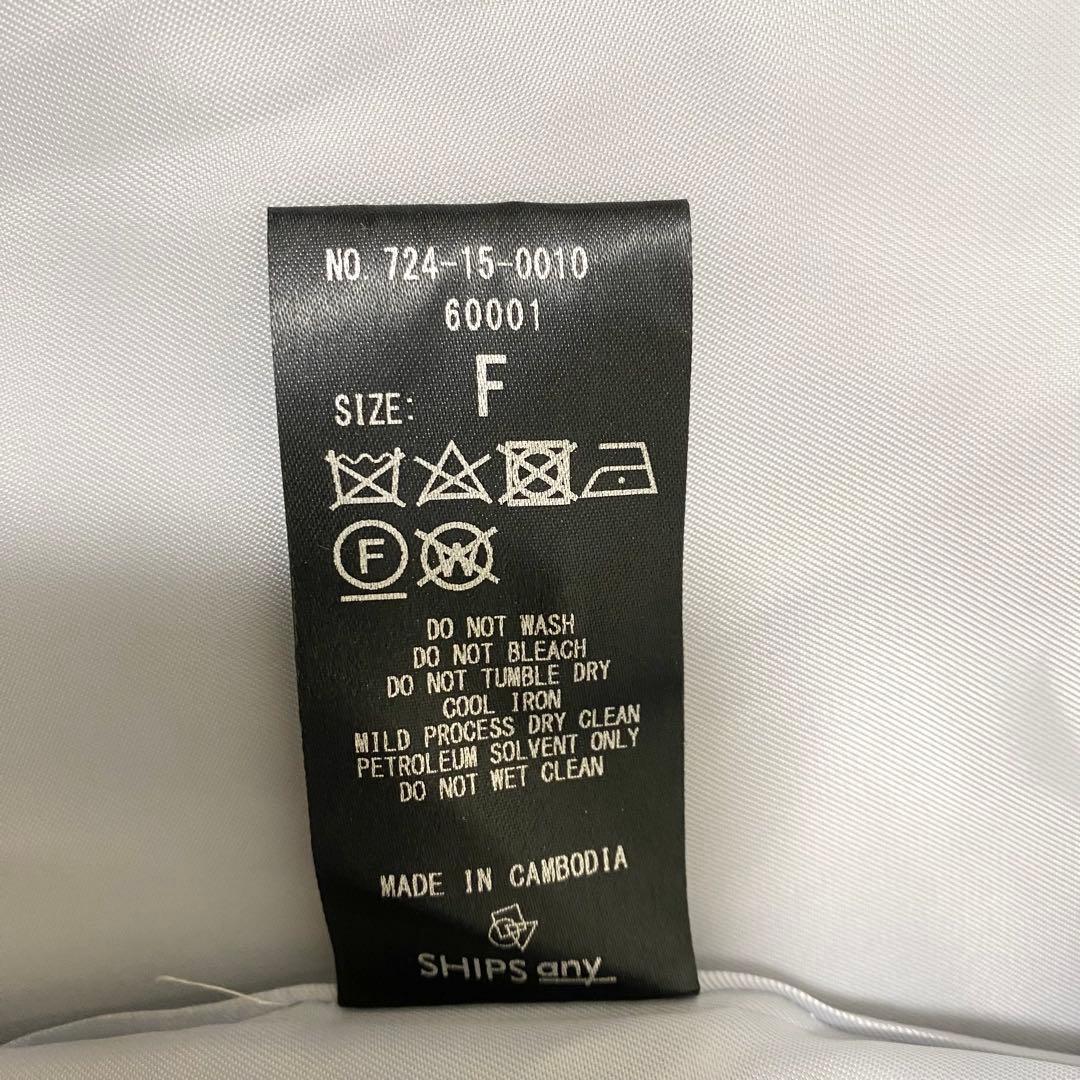 NO. 724-15-0010
60001
SIZE: F
F W
DO NOT WASH
DO NOT BLEACH
DO NOT TUMBLE DRY
COOL IRON
MILD PROCESS DRY CLEAN
PETROLEUM SOLVENT ONLY
DO NOT WET CLEAN
MADE IN CAMBODIA
SHIPS any